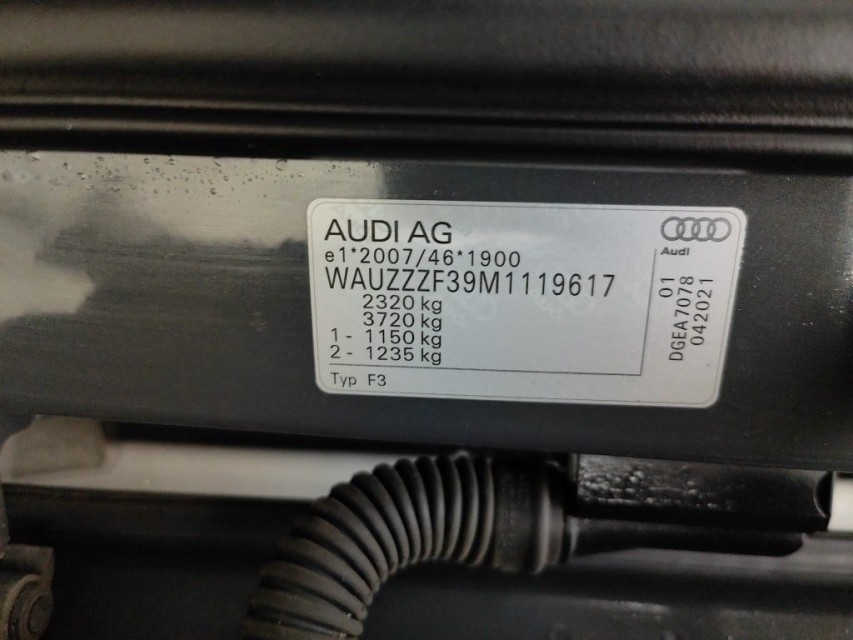 AUDI AG
e1*2007/46*1900
WAUZZZF39M1119617
2320 kg
3720 kg
1 - 1150 kg
2 - 1235 kg
Typ F3
Audi
01
DGEA7078
042021